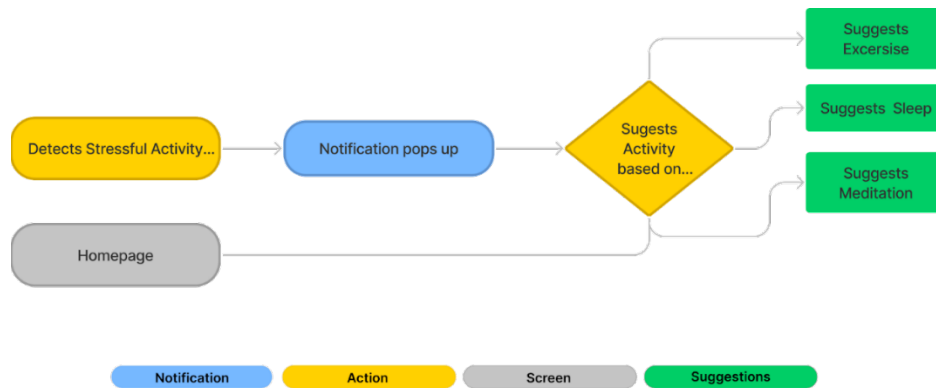 Suggests
Excersise
Detects Stressful Activity...
Notification pops up
Sugests
Activity
based on...
Suggests Sleep
Suggests
Meditation
Homepage
Notification
Action
Screen
Suggestions